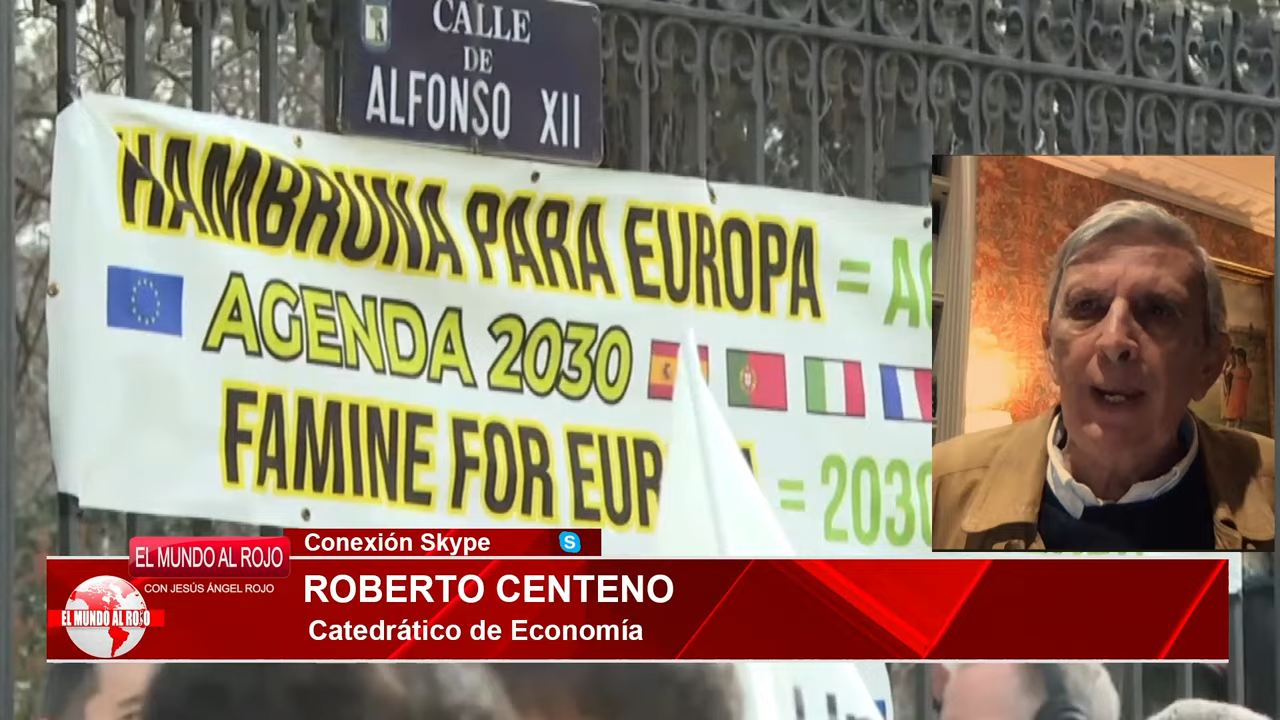 CALLE
DE
ALFONSO XII
HAMBRUNA PARA EUROPA =
AGENDA 2030
FAMINE FOR EUR
= 2030
Conexión Skype
EL MUNDO AL ROJO
CON JESÚS ÁNGEL ROJO
ROBERTO CENTENO
Catedrático de Economía
EL MUNDO AL ROJO